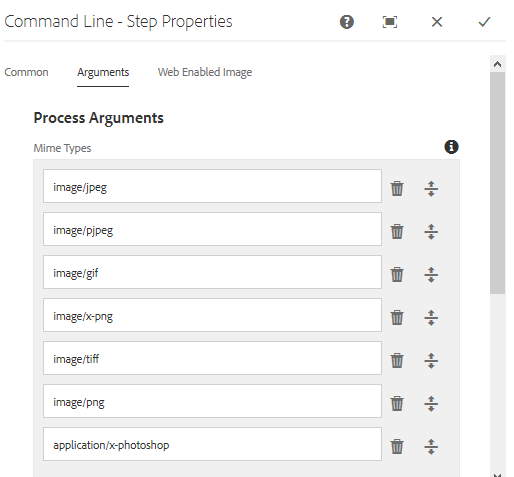 Command Line - Step Properties
Common Arguments Web Enabled Image
Process Arguments
Mime Types
image/jpeg
image/pjpeg
image/gif
image/x-png
image/tiff
image/png
application/x-photoshop